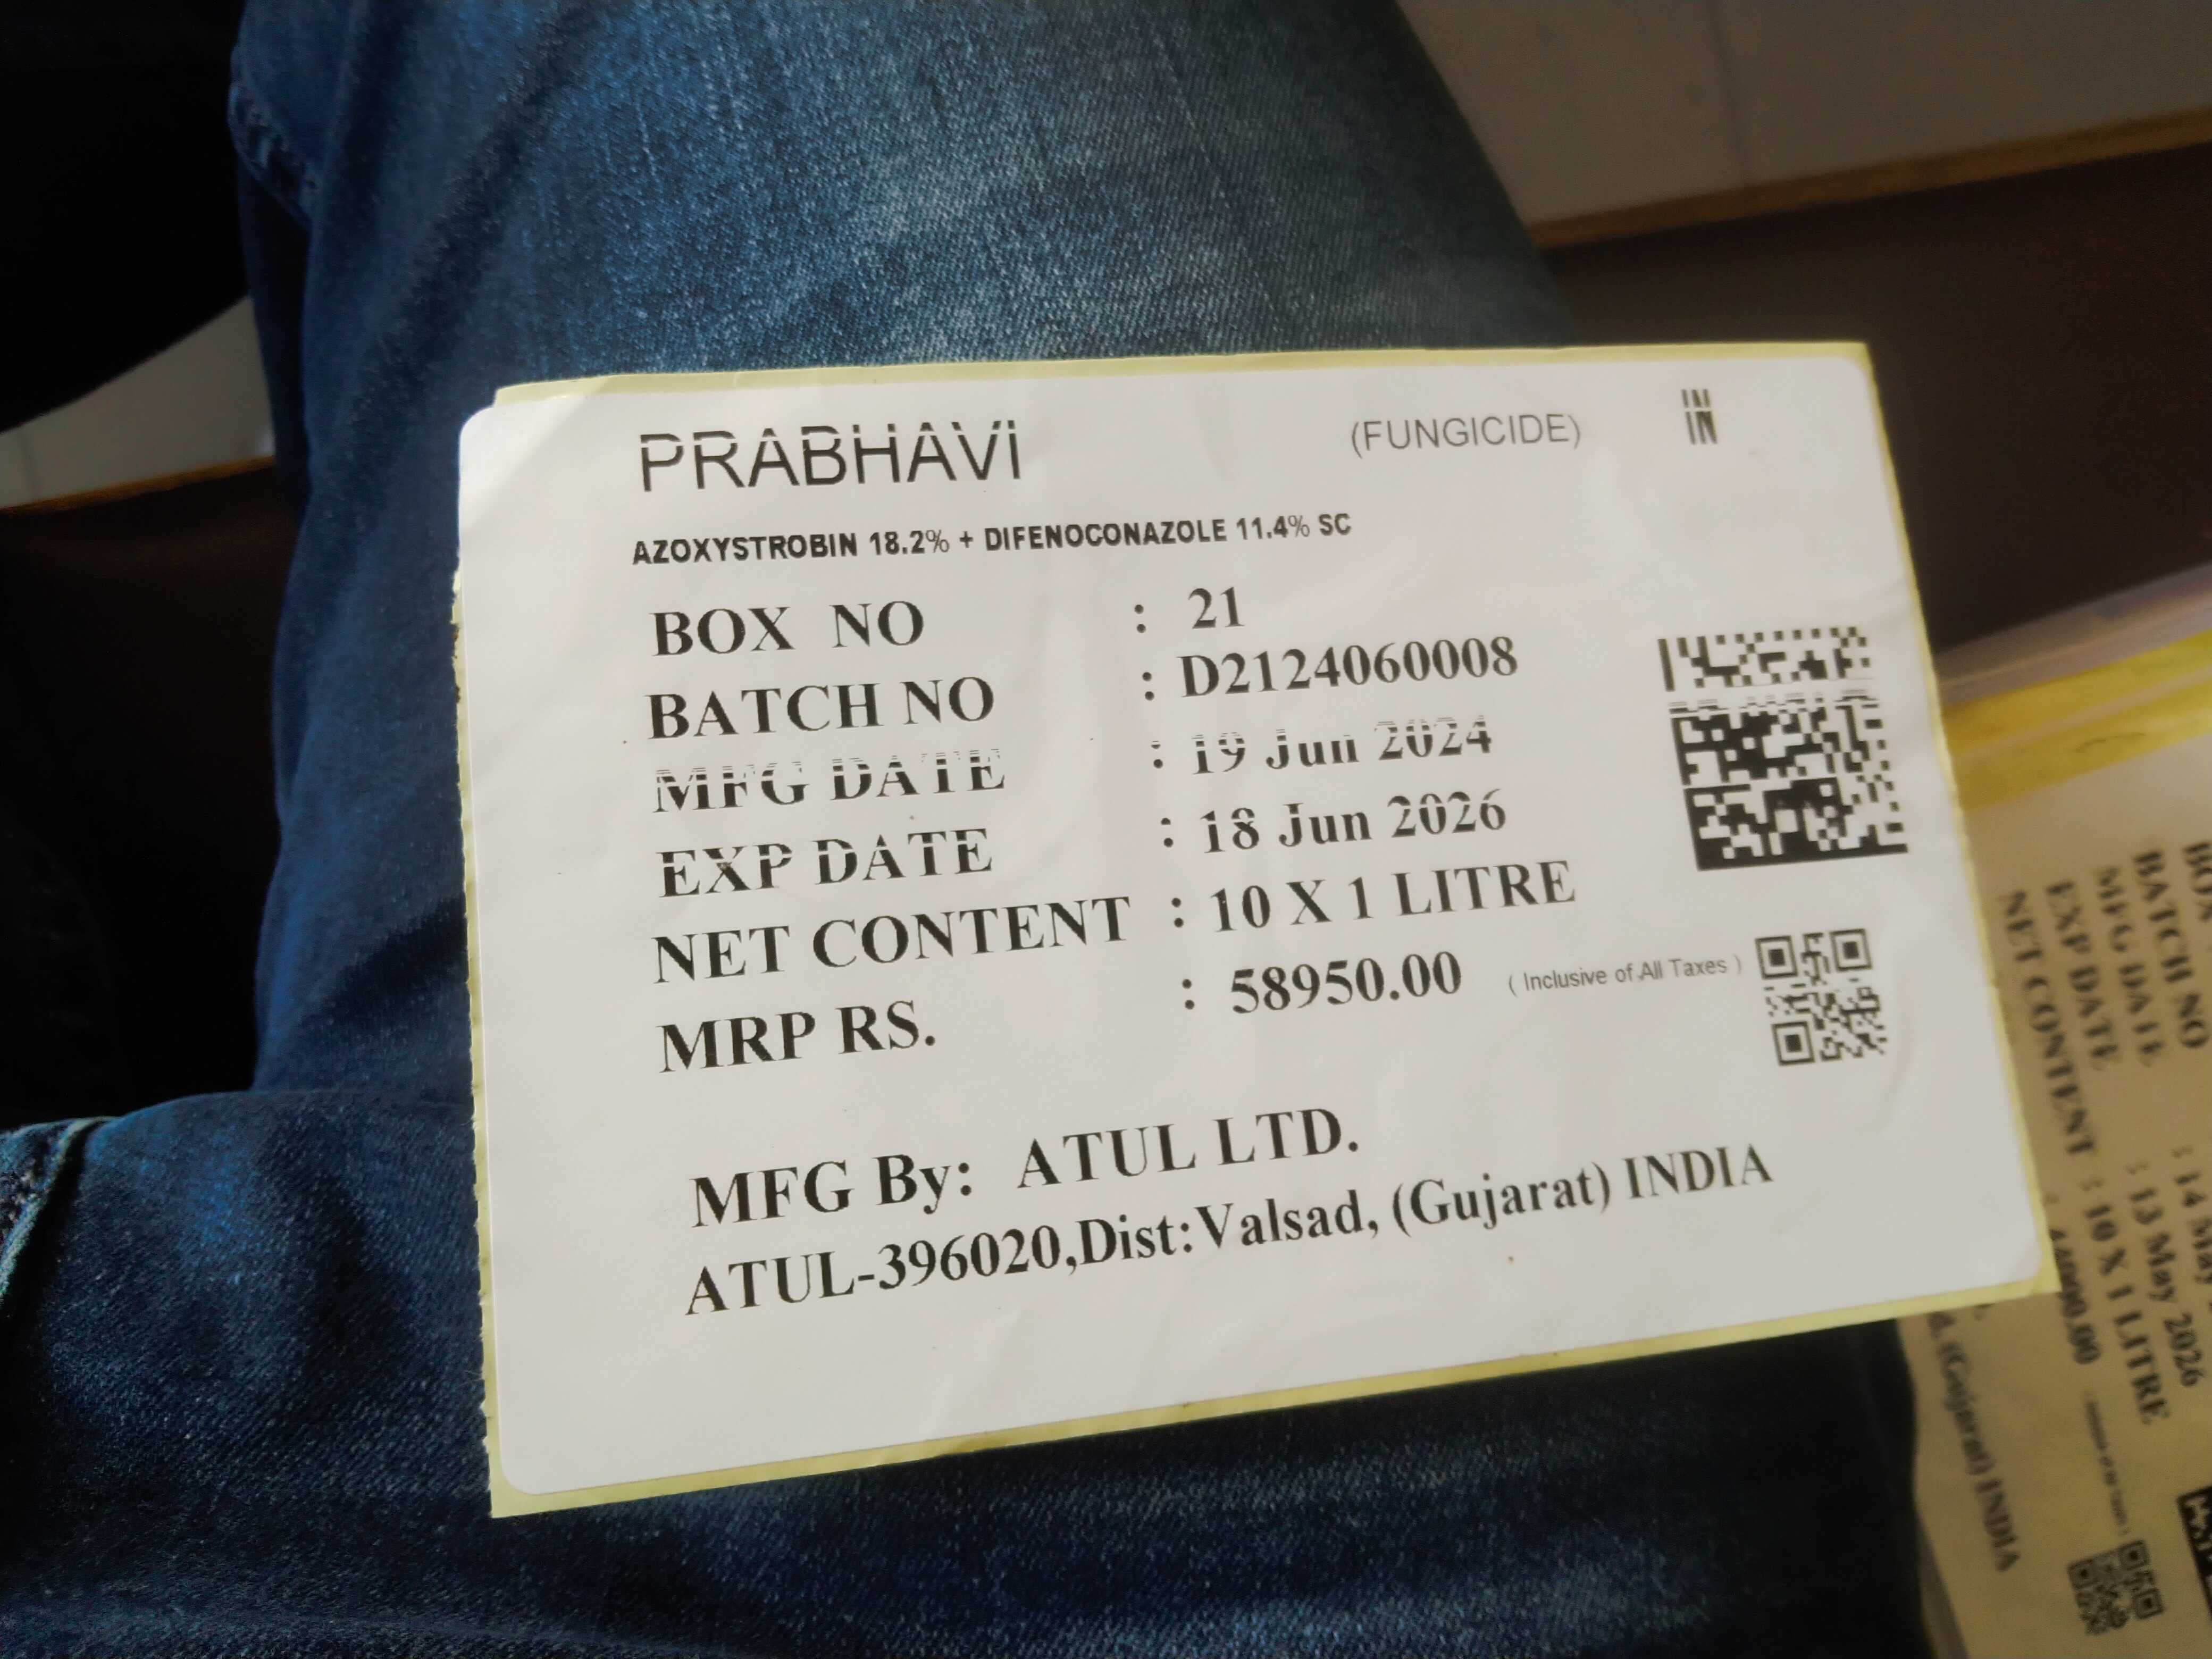 PRABHAVI (FUNGICIDE) IN
AZOXYSTROBIN 18.2% + DIFENOCONAZOLE 11.4% SC
BOX NO : 21
BATCH NO : D2124060008
MFG DATE : 19 Jun 2024
EXP DATE : 18 Jun 2026
NET CONTENT : 10 X 1 LITRE
MRP RS. : 58950.00 ( Inclusive of All Taxes )
MFG By: ATUL LTD.
ATUL-396020,Dist:Valsad, (Gujarat) INDIA
BATCH NO
MFG DATE : 14 May
EXP DATE : 13 May 2026
NET CONTENT : 10 X 1 LITRE
(Gujarat) INDIA